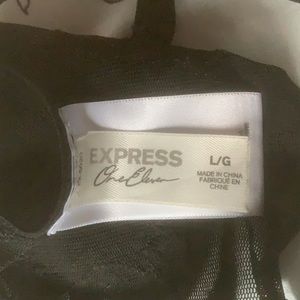 EXPRESS
One Eleven
L/G
MADE IN CHINA
FABRIQUÉ EN
CHINE